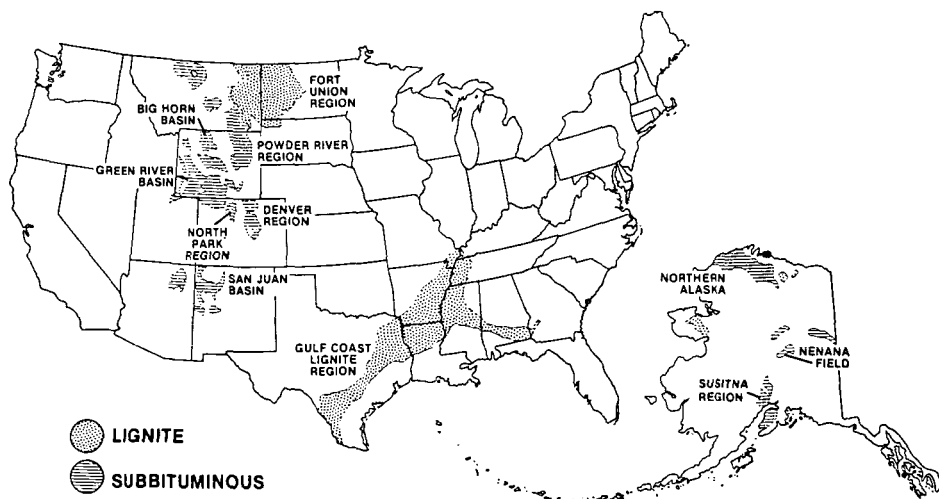 FORT
UNION
REGION
BIG HORN
BASIN
POWDER RIVER
REGION
GREEN RIVER
BASIN
DENVER
REGION
NORTH
PARK
REGION
SAN JUAN
BASIN
NORTHERN
ALASKA
GULF COAST
LIGNITE
REGION
NENANA
FIELD
SUSITNA
REGION
LIGNITE
SUBBITUMINOUS